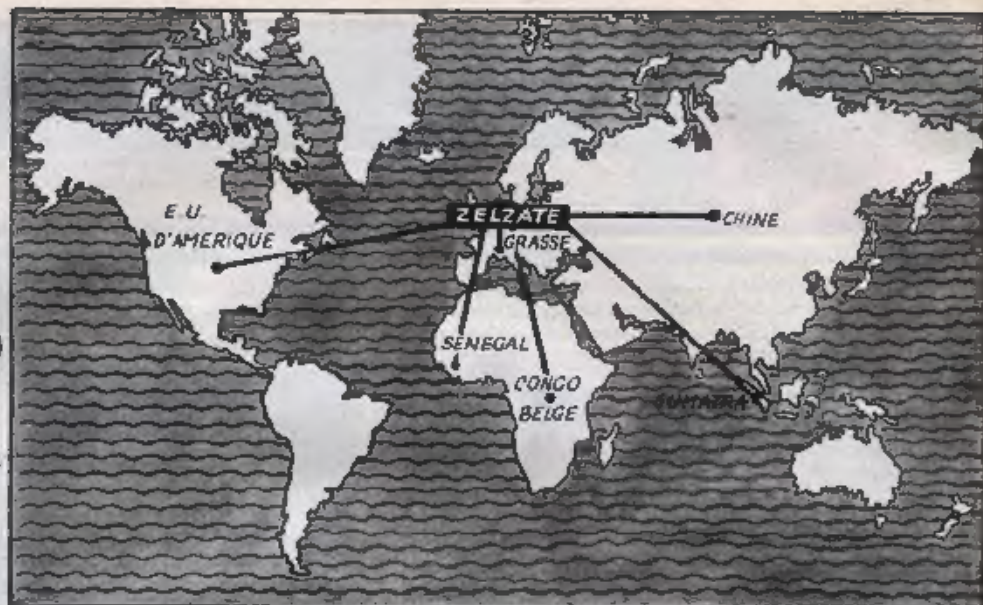 E.U.
D'AMERIQUE
ZELZATE
GRASSE
CHINE
SENEGAL
CONGO
BELGE
SUMATRA